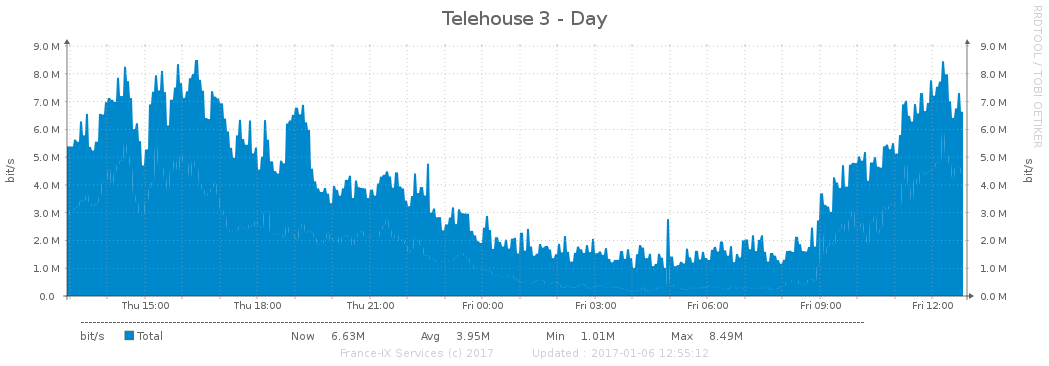 Telehouse 3 - Day
RRDTOOL / TOBI OETIKER
bit/s
9.0 M 9.0 M
8.0 M 8.0 M
7.0 M 7.0 M
6.0 M 6.0 M
5.0 M 5.0 M
4.0 M 4.0 M
3.0 M 3.0 M
2.0 M 2.0 M
1.0 M 1.0 M
0.0 0.0 M
bit/s
Thu 15:00 Thu 18:00 Thu 21:00 Fri 00:00 Fri 03:00 Fri 06:00 Fri 09:00 Fri 12:00
bit/s Total Now 6.63M Avg 3.95M Min 1.01M Max 8.49M
France-IX Services (c) 2017 Updated : 2017-01-06 12:55:12